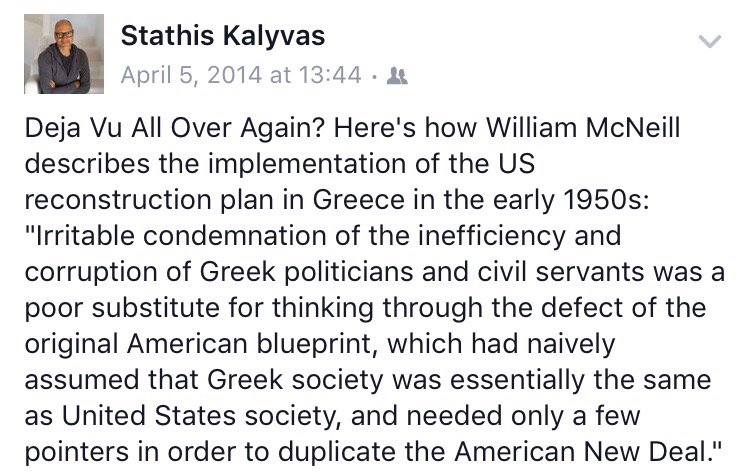 Stathis Kalyvas
April 5, 2014 at 13:44 ·
Deja Vu All Over Again? Here's how William McNeill
describes the implementation of the US
reconstruction plan in Greece in the early 1950s:
"Irritable condemnation of the inefficiency and
corruption of Greek politicians and civil servants was a
poor substitute for thinking through the defect of the
original American blueprint, which had naively
assumed that Greek society was essentially the same
as United States society, and needed only a few
pointers in order to duplicate the American New Deal."